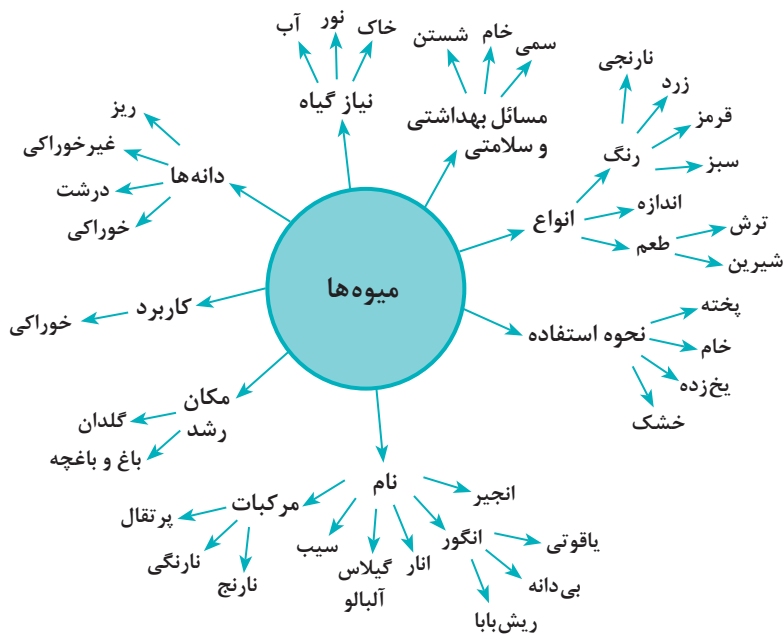 میوه‌ها
نیاز گیاه
آب
نور
خاک
مسائل بهداشتی
و سلامتی
شستن
خام
سمی
انواع
رنگ
نارنجی
زرد
قرمز
سبز
اندازه
طعم
ترش
شیرین
نحوه استفاده
پخته
خام
یخ‌زده
خشک
نام
انجیر
انگور
یاقوتی
بی‌دانه
ریش‌بابا
انار
گیلاس
آلبالو
سیب
مرکبات
پرتقال
نارنگی
نارنج
مکان
رشد
گلدان
باغ و باغچه
کاربرد
خوراکی
دانه‌ها
ریز
غیرخوراکی
درشت
خوراکی